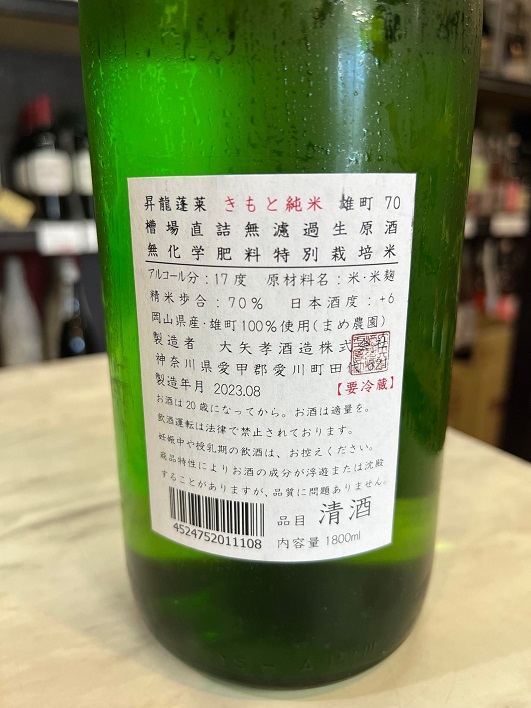 昇龍蓬莱 きもと純米 雄町 70
槽場直詰無濾過生原酒
無化学肥料特別栽培米
アルコール分：17度 原材料名：米・米麹
精米歩合：70% 日本酒度：+6
岡山県産・雄町100%使用(まめ農園)
製造者 大矢孝酒造株式
神奈川県愛甲郡愛川町田
製造年月 2023.08 【要冷蔵】
お酒は20歳になってから。お酒は適量を。
飲酒運転は法律で禁止されております。
妊娠中や授乳期の飲酒は、お控えください。
商品特性によりお酒の成分が浮遊または沈殿
することがありますが、品質に問題ありません。
4524752011108
品目 清酒
内容量 1800ml